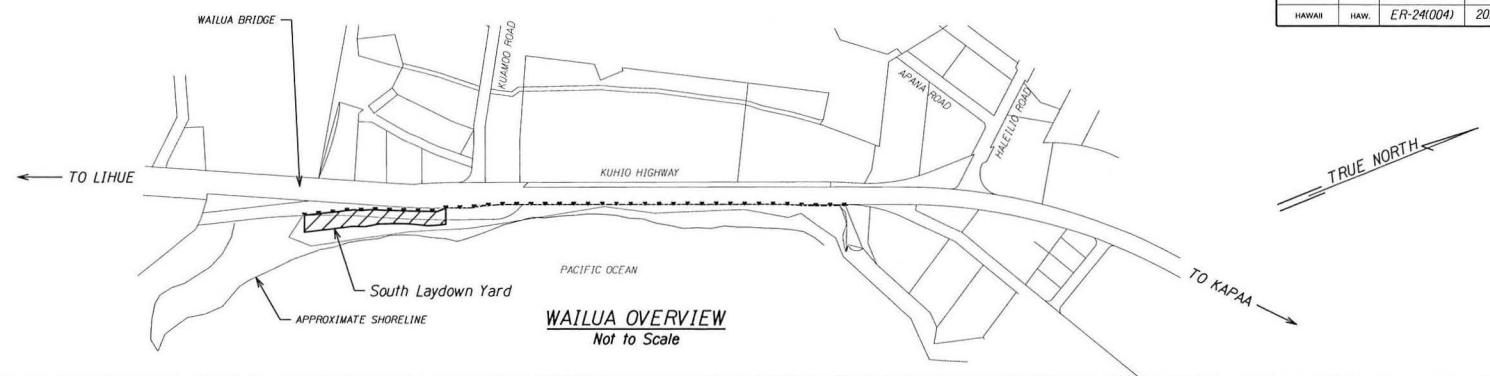 HAWAII HAW. ER-24(004)
WAILUA BRIDGE
KUAMOO ROAD
APANA ROAD
HALEILIO ROAD
TO LIHUE
KUHIO HIGHWAY
TRUE NORTH
PACIFIC OCEAN
South Laydown Yard
TO KAPAA
APPROXIMATE SHORELINE
WAILUA OVERVIEW
Not to Scale